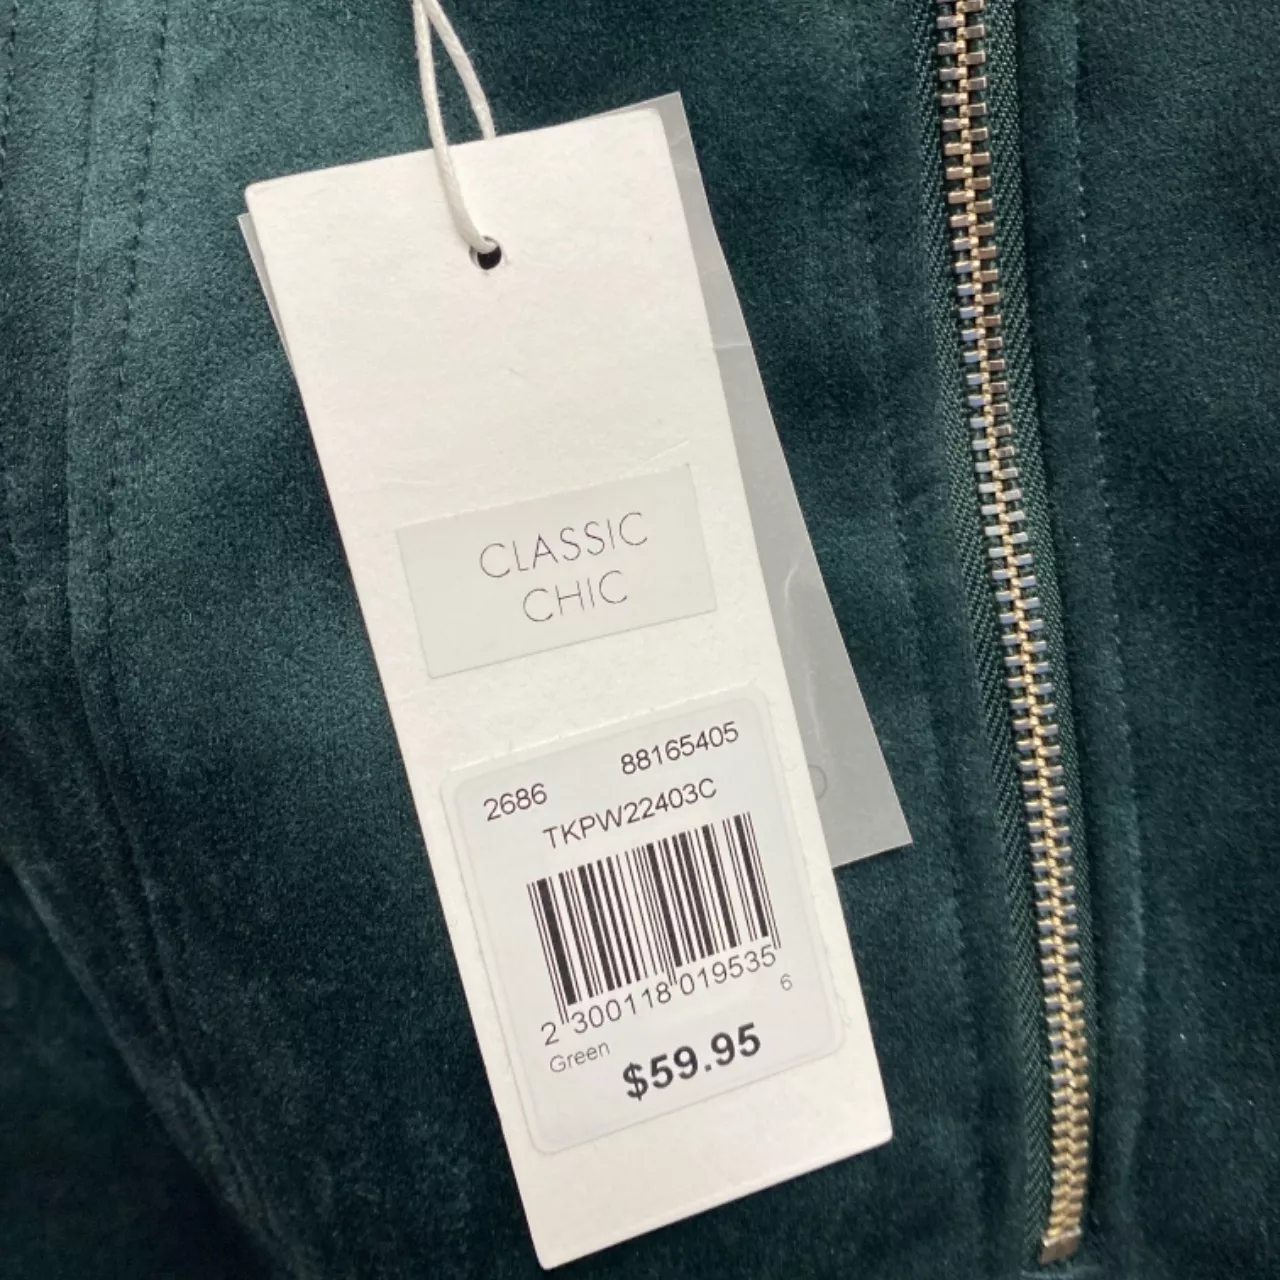 CLASSIC
CHIC
2686 88165405
TKPW22403C
2 300118 019535
6
Green
$59.95